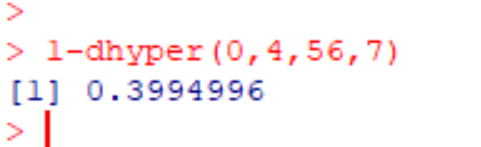 >
> 1-dhyper(0,4,56,7)
[1] 0.3994996
>